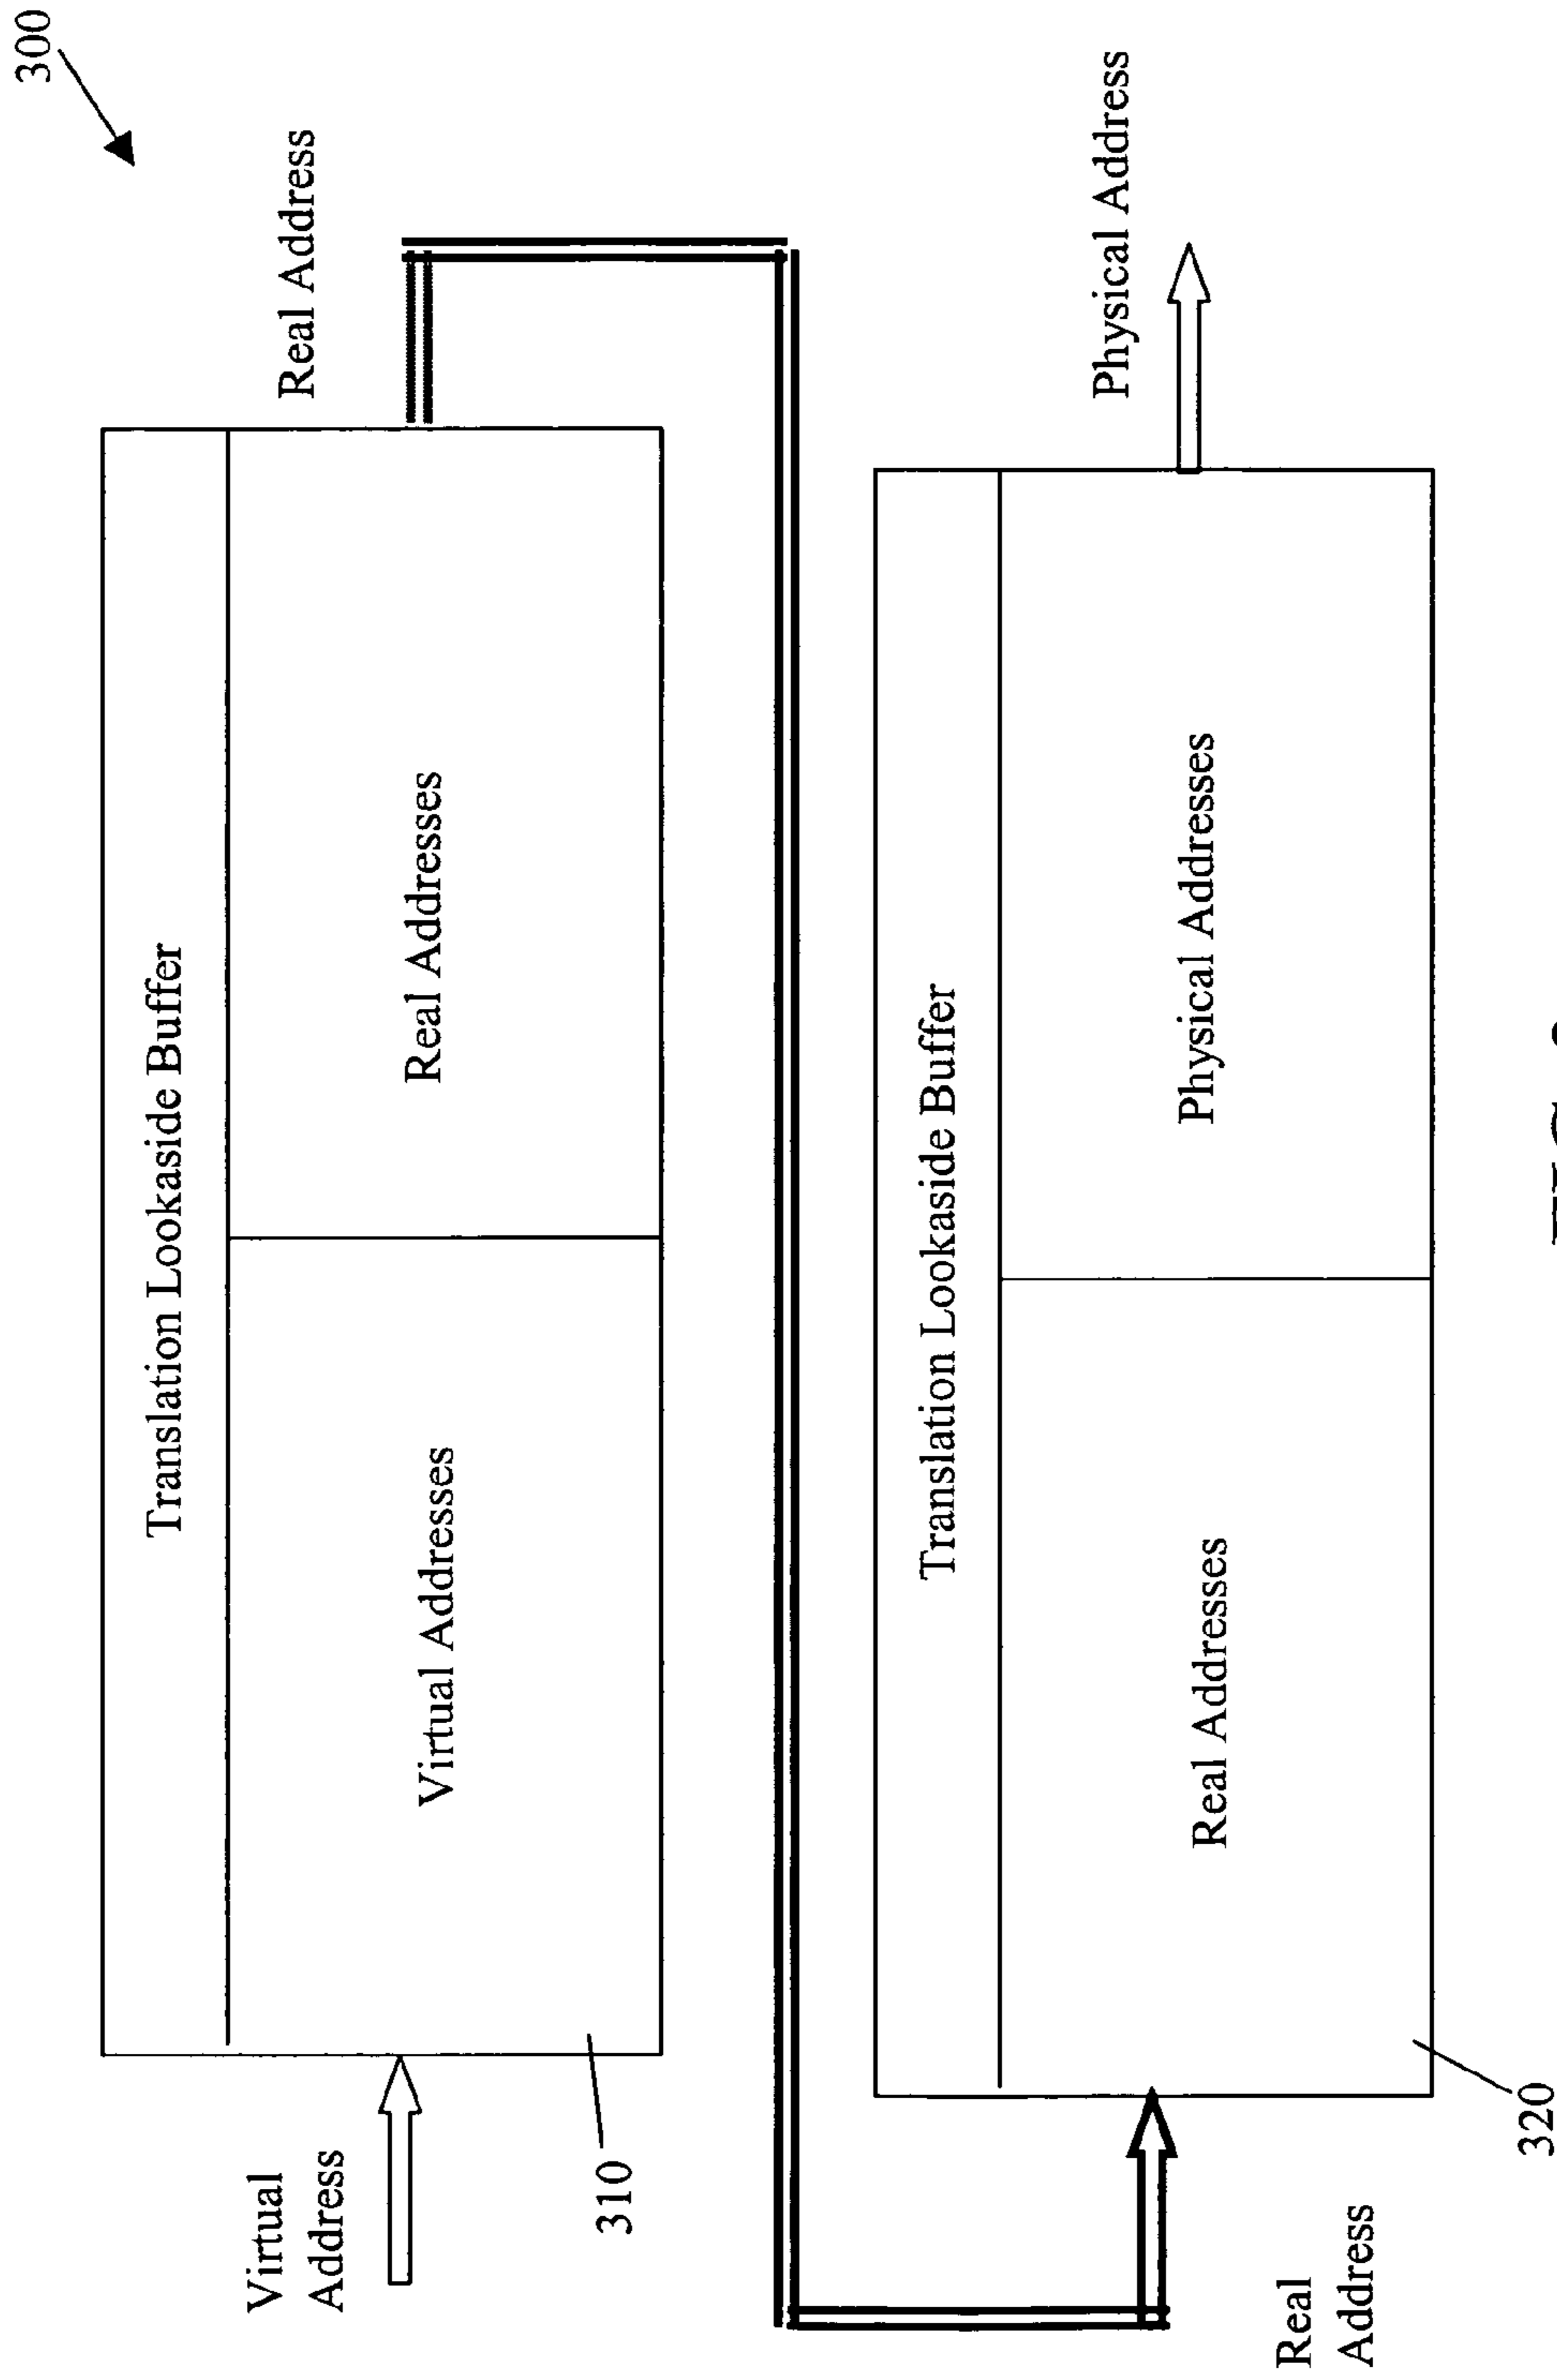 300
Translation Lookaside Buffer
Virtual
Address
Virtual Addresses
Real Addresses
Real Address
310
Translation Lookaside Buffer
Real
Address
Real Addresses
Physical Addresses
Physical Address
320